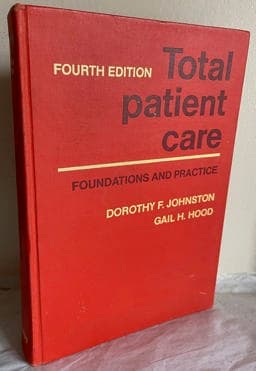 FOURTH EDITION Total
patient
care
FOUNDATIONS AND PRACTICE
DOROTHY F. JOHNSTON
GAIL H. HOOD